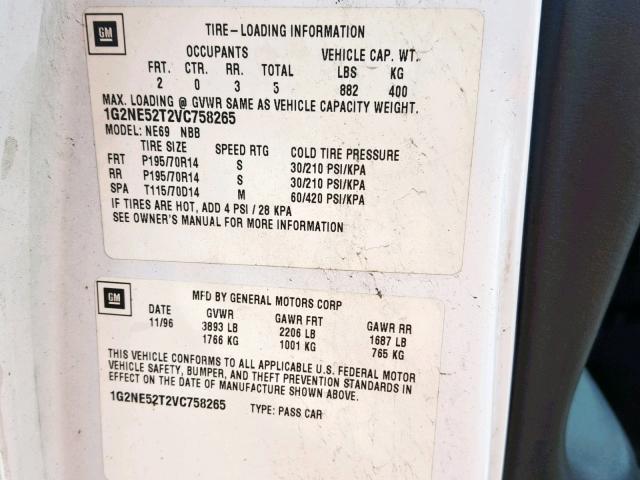 GM
TIRE-LOADING INFORMATION
OCCUPANTS VEHICLE CAP. WT.
FRT. CTR. RR. TOTAL LBS KG
2 0 3 5 882 400
MAX. LOADING @ GVWR SAME AS VEHICLE CAPACITY WEIGHT.
1G2NE52T2VC758265
MODEL: NE69 NBB
TIRE SIZE SPEED RTG COLD TIRE PRESSURE
FRT P195/70R14 S 30/210 PSI/KPA
RR P195/70R14 S 30/210 PSI/KPA
SPA T115/70D14 M 60/420 PSI/KPA
IF TIRES ARE HOT, ADD 4 PSI / 28 KPA
SEE OWNER'S MANUAL FOR MORE INFORMATION
GM
MFD BY GENERAL MOTORS CORP
DATE GVWR GAWR FRT GAWR RR
11/96 3893 LB 2206 LB 1687 LB
1766 KG 1001 KG 765 KG
THIS VEHICLE CONFORMS TO ALL APPLICABLE U.S. FEDERAL MOTOR
VEHICLE SAFETY, BUMPER, AND THEFT PREVENTION STANDARDS IN
EFFECT ON THE DATE OF MANUFACTURE SHOWN ABOVE.
1G2NE52T2VC758265 TYPE: PASS CAR